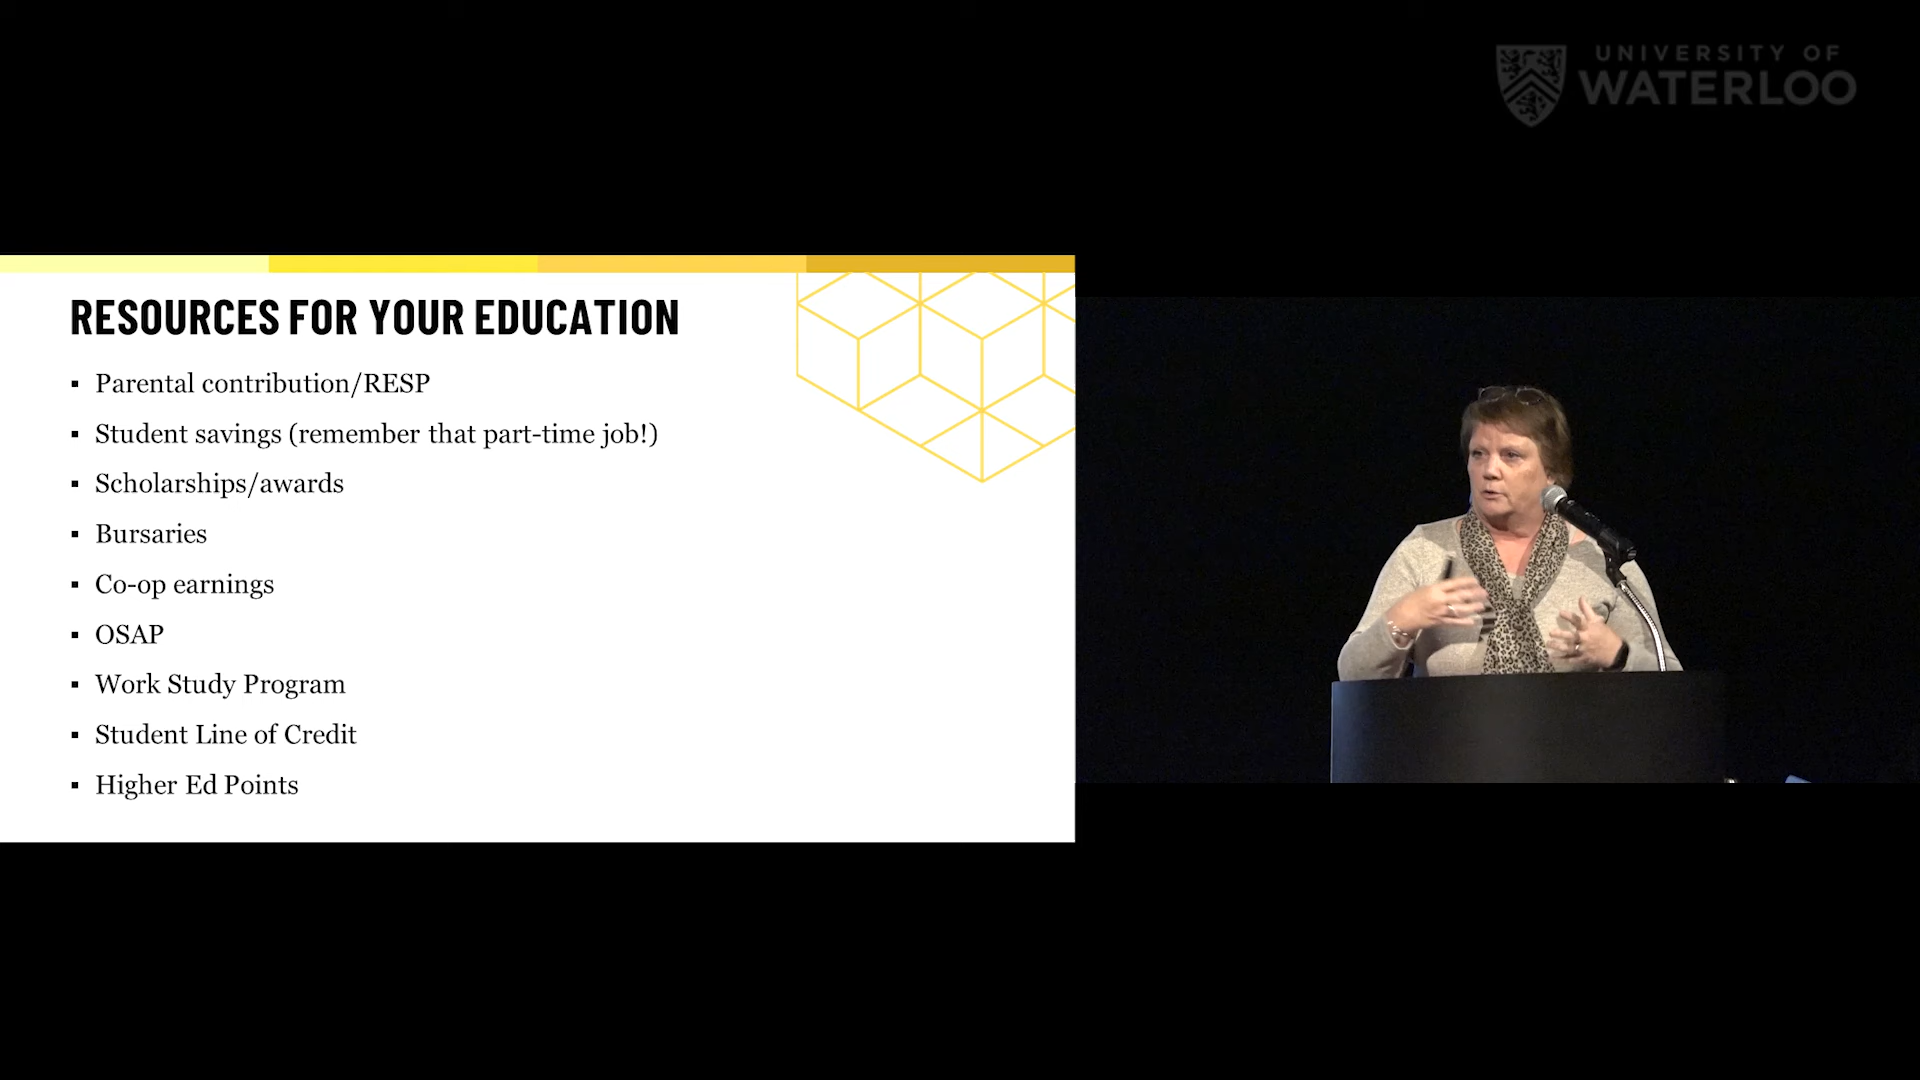 UNIVERSITY OF
WATERLOO
RESOURCES FOR YOUR EDUCATION
▪ Parental contribution/RESP
▪ Student savings (remember that part-time job!)
▪ Scholarships/awards
▪ Bursaries
▪ Co-op earnings
▪ OSAP
▪ Work Study Program
▪ Student Line of Credit
▪ Higher Ed Points